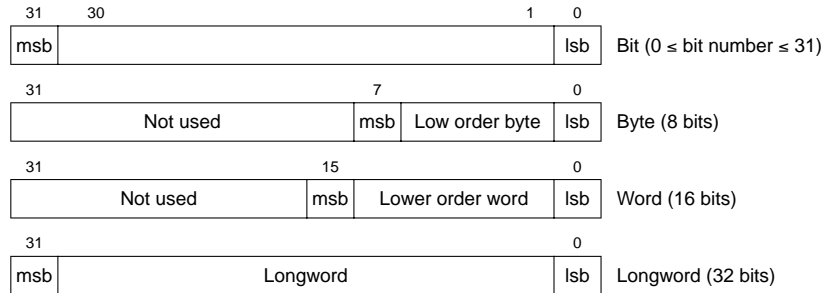 31 30 1 0
msb lsb Bit (0 ≤ bit number ≤ 31)
31 7 0
Not used msb Low order byte lsb Byte (8 bits)
31 15 0
Not used msb Lower order word lsb Word (16 bits)
31 0
msb Longword lsb Longword (32 bits)